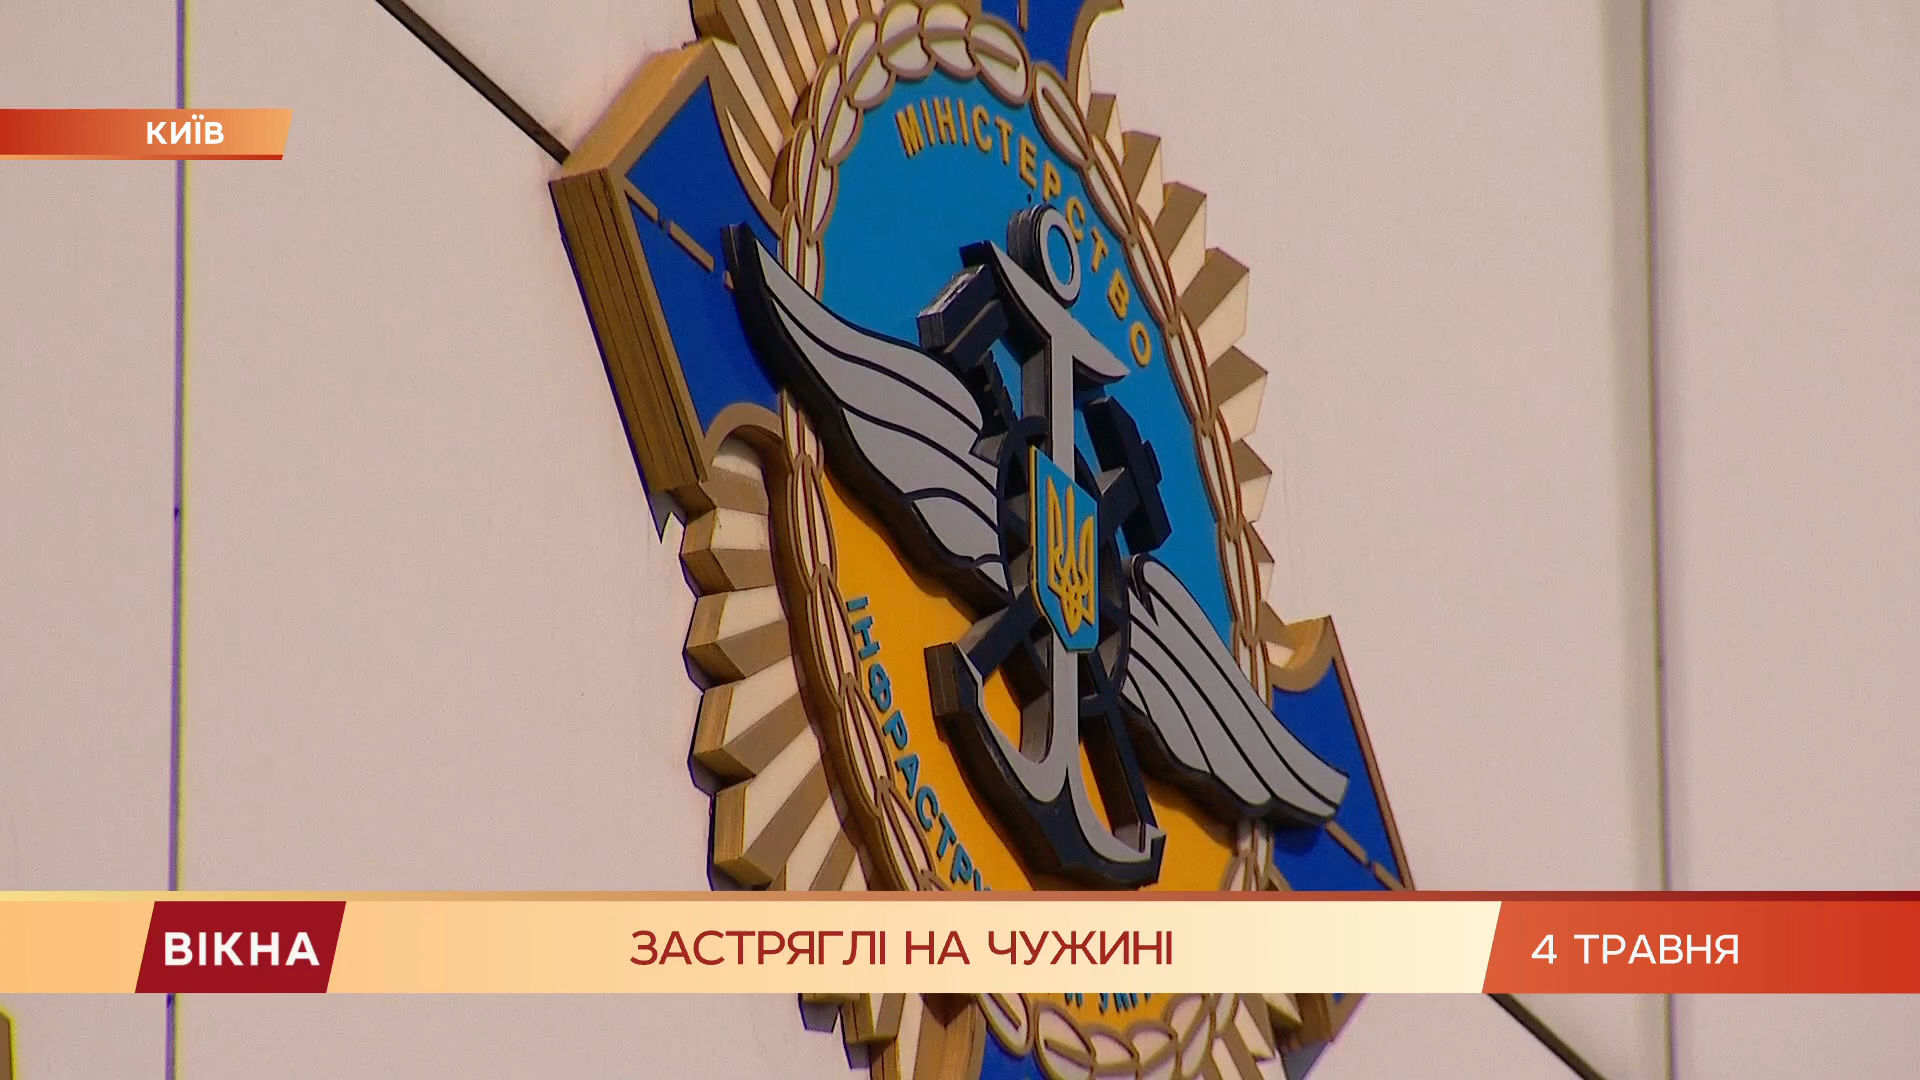 КИЇВ
МІНІСТЕРСТВО
ІНФРАСТРУ
ВІКНА
ЗАСТРЯГЛІ НА ЧУЖИНІ
4 ТРАВНЯ